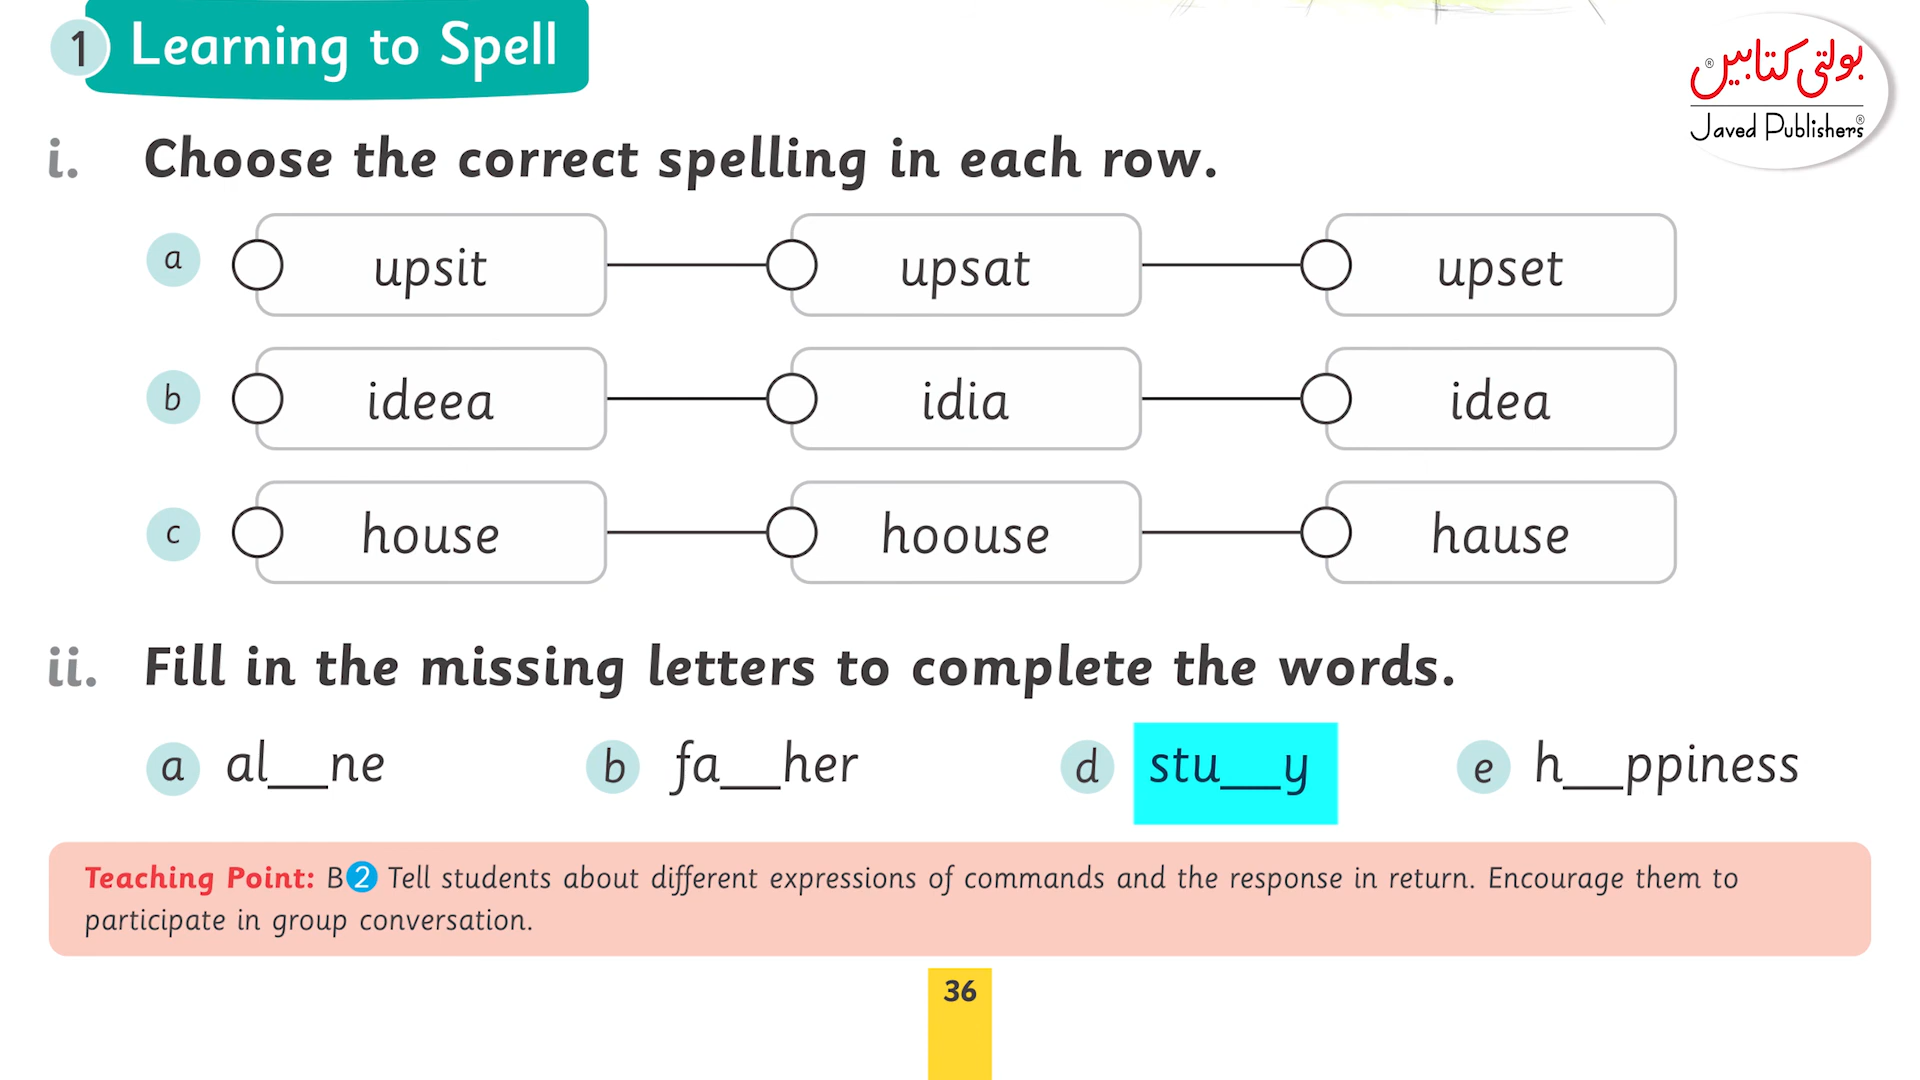 1 Learning to Spell
بولتی کتابیں®
Javed Publishers®
i. Choose the correct spelling in each row.
a upsit upsat upset
b ideea idia idea
c house hoouse hause
ii. Fill in the missing letters to complete the words.
a al__ne b fa__her d stu__y e h__ppiness
Teaching Point: B2 Tell students about different expressions of commands and the response in return. Encourage them to
participate in group conversation.
36